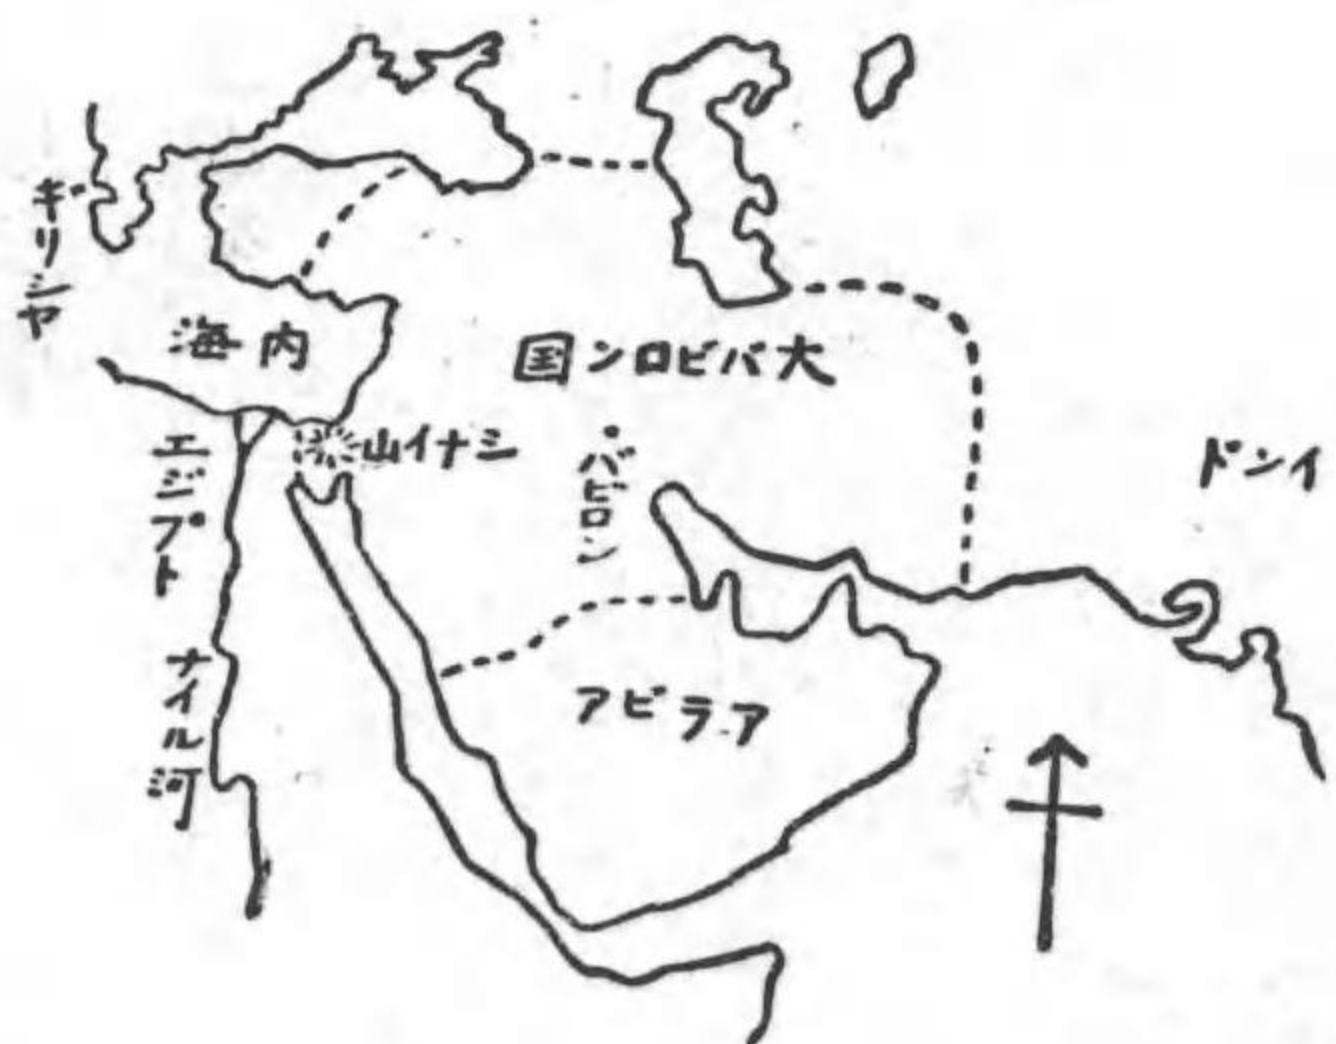 ギリシヤ
内海
大バビロン国
シナイ山
バビロン
インド
エジプト
ナイル河
アラビア